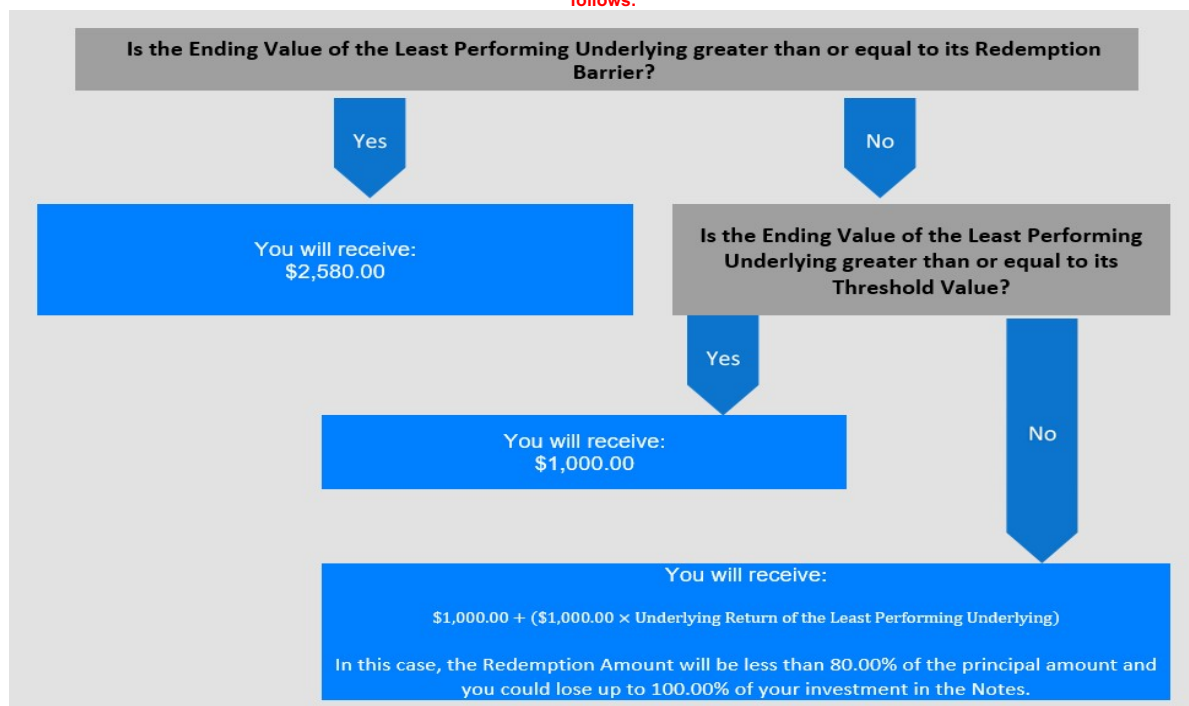 follows:
Is the Ending Value of the Least Performing Underlying greater than or equal to its Redemption
Barrier?
Yes
No
You will receive:
$2,580.00
Is the Ending Value of the Least Performing
Underlying greater than or equal to its
Threshold Value?
Yes
No
You will receive:
$1,000.00
You will receive:
$1,000.00 + ($1,000.00 × Underlying Return of the Least Performing Underlying)
In this case, the Redemption Amount will be less than 80.00% of the principal amount and
you could lose up to 100.00% of your investment in the Notes.